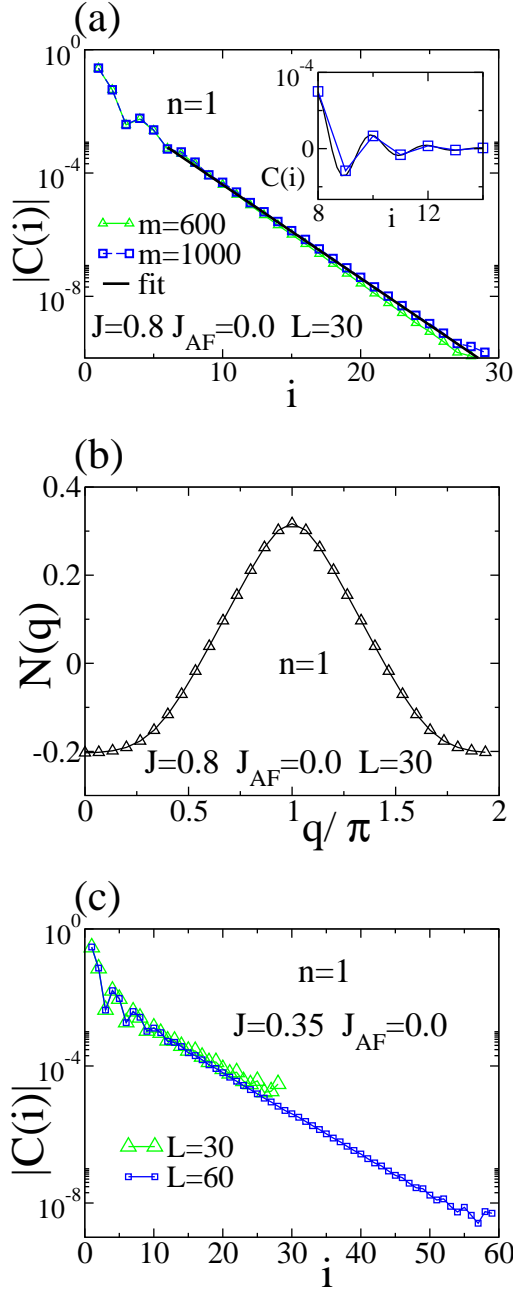 (a)
10^0
10^-4
10^-8
|C(i)|
n=1
10^-4
0
C(i)
8
i
12
m=600
m=1000
fit
J=0.8 J_AF=0.0 L=30
0
10
20
30
i
(b)
0.4
0.2
0
-0.2
N(q)
n=1
J=0.8 J_AF=0.0 L=30
0
0.5
1
1.5
2
q/π
(c)
10^0
10^-4
10^-8
|C(i)|
n=1
J=0.35 J_AF=0.0
L=30
L=60
0
10
20
30
40
50
60
i